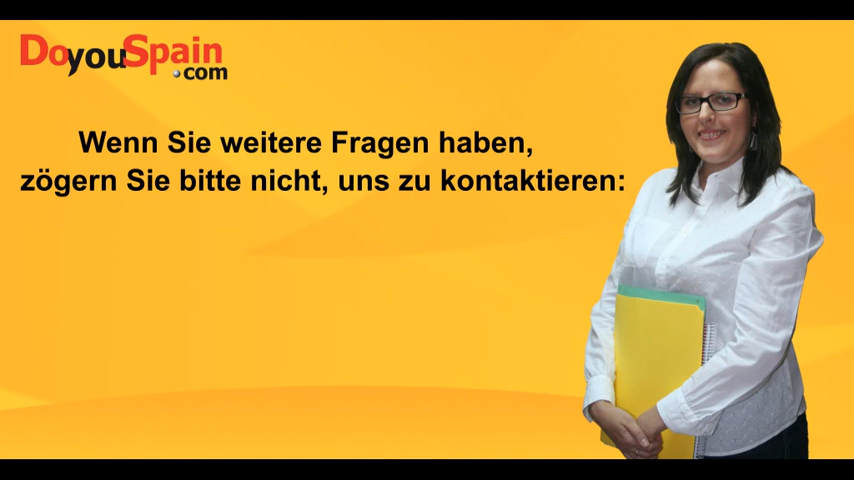 DoyouSpain
.com
Wenn Sie weitere Fragen haben,
zögern Sie bitte nicht, uns zu kontaktieren: